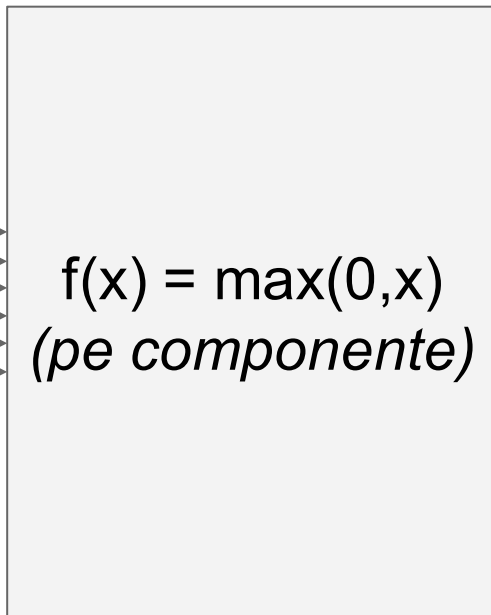 f(x) = max(0,x)
(pe componente)